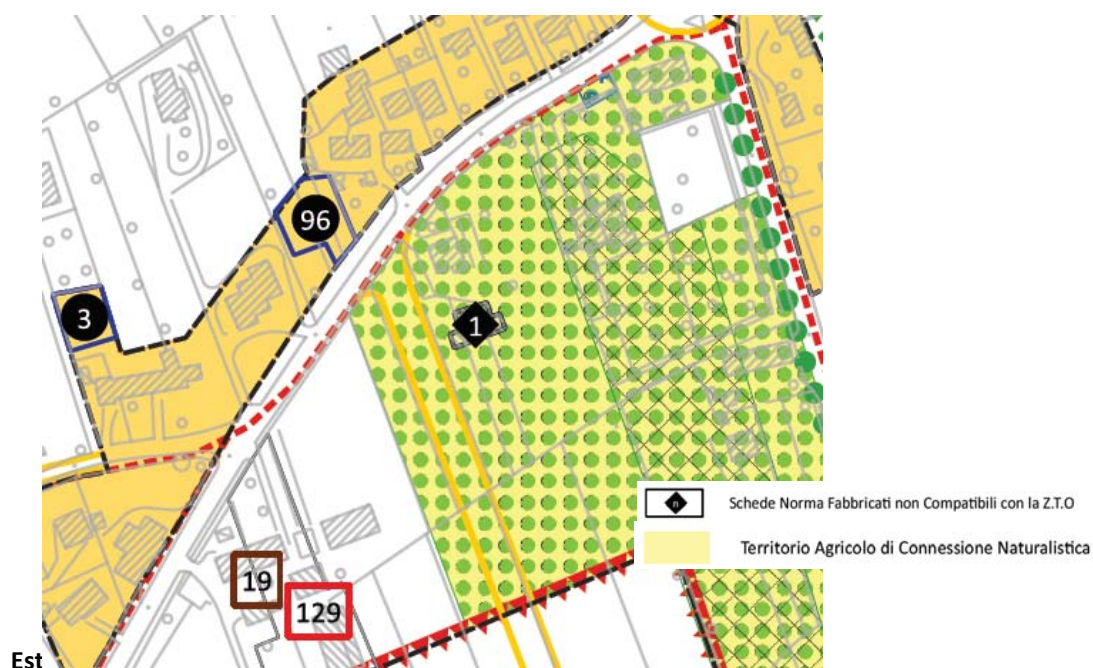 96
3
1
19
129
n
Schede Norma Fabbricati non Compatibili con la Z.T.O
Territorio Agricolo di Connessione Naturalistica
Est